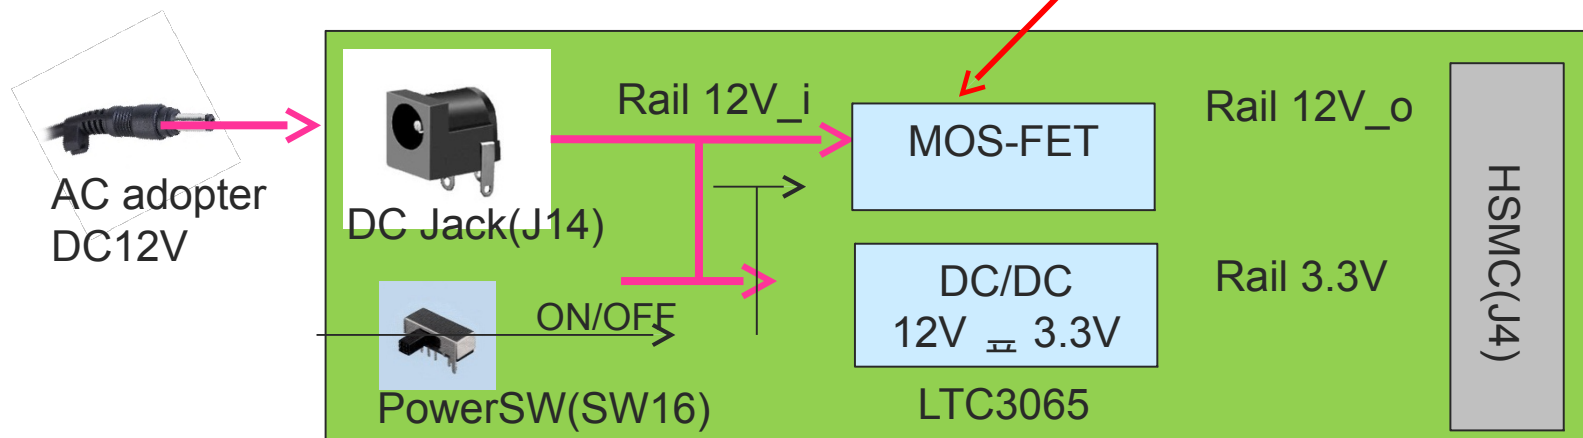 AC adopter
DC12V
DC Jack(J14)
Rail 12V_i
MOS-FET
Rail 12V_o
ON/OFF
PowerSW(SW16)
DC/DC
12V 3.3V
LTC3065
Rail 3.3V
HSMC(J4)